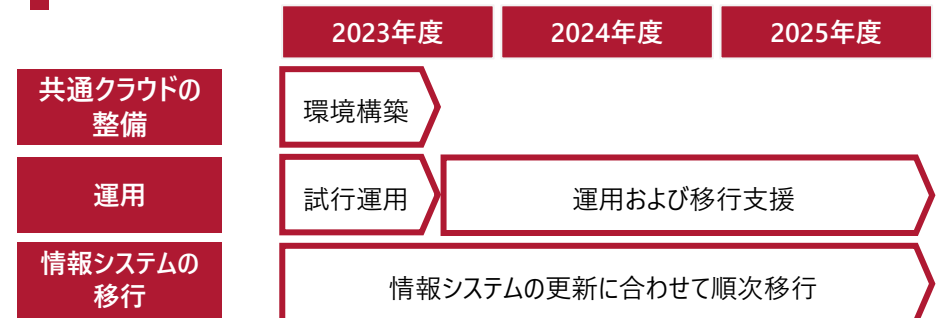 2023年度 2024年度 2025年度
共通クラウドの
整備
環境構築
運用
試行運用
運用および移行支援
情報システムの
移行
情報システムの更新に合わせて順次移行